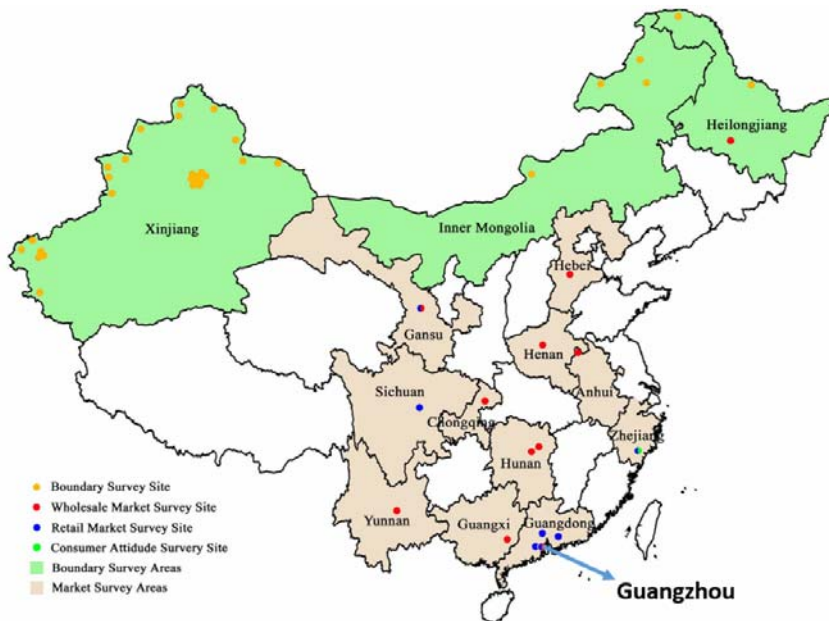 Heilongjiang
Xinjiang
Inner Mongolia
Hebei
Gansu
Henan
Sichuan
Anhui
Chongqing
Zhejiang
Hunan
Boundary Survey Site
Wholesale Market Survey Site
Yunnan
Guangxi
Guangdong
Retail Market Survey Site
Consumer Attidude Survery Site
Boundary Survey Areas
Market Survey Areas
Guangzhou